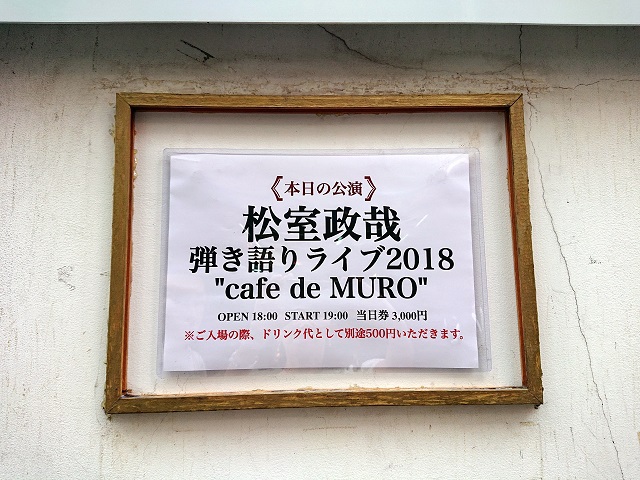 《本日の公演》
松室政哉
弾き語りライブ2018
"cafe de MURO"
OPEN 18:00 START 19:00 当日券 3,000円
※ご入場の際、ドリンク代として別途500円いただきます。